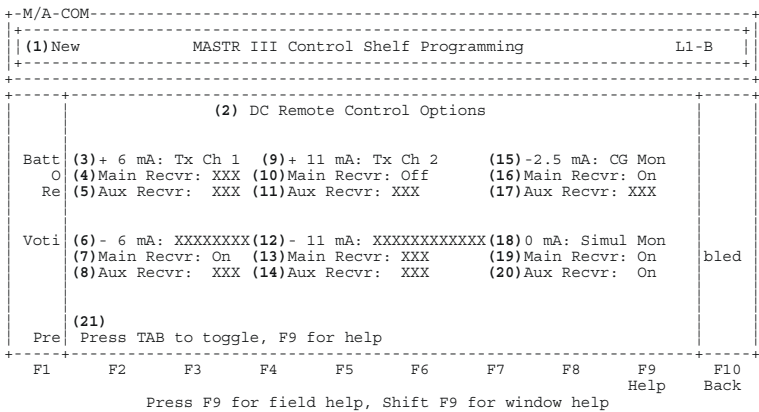 M/A-COM
(1)New MASTR III Control Shelf Programming L1-B
(2) DC Remote Control Options
Batt (3)+ 6 mA: Tx Ch 1 (9)+ 11 mA: Tx Ch 2 (15)-2.5 mA: CG Mon
O (4)Main Recvr: XXX (10)Main Recvr: Off (16)Main Recvr: On
Re (5)Aux Recvr: XXX (11)Aux Recvr: XXX (17)Aux Recvr: XXX
Voti (6)- 6 mA: XXXXXXXX(12)- 11 mA: XXXXXXXXXXXX(18)0 mA: Simul Mon
(7)Main Recvr: On (13)Main Recvr: XXX (19)Main Recvr: On bled
(8)Aux Recvr: XXX (14)Aux Recvr: XXX (20)Aux Recvr: On
(21)
Pre Press TAB to toggle, F9 for help
F1 F2 F3 F4 F5 F6 F7 F8 F9 F10
Help Back
Press F9 for field help, Shift F9 for window help